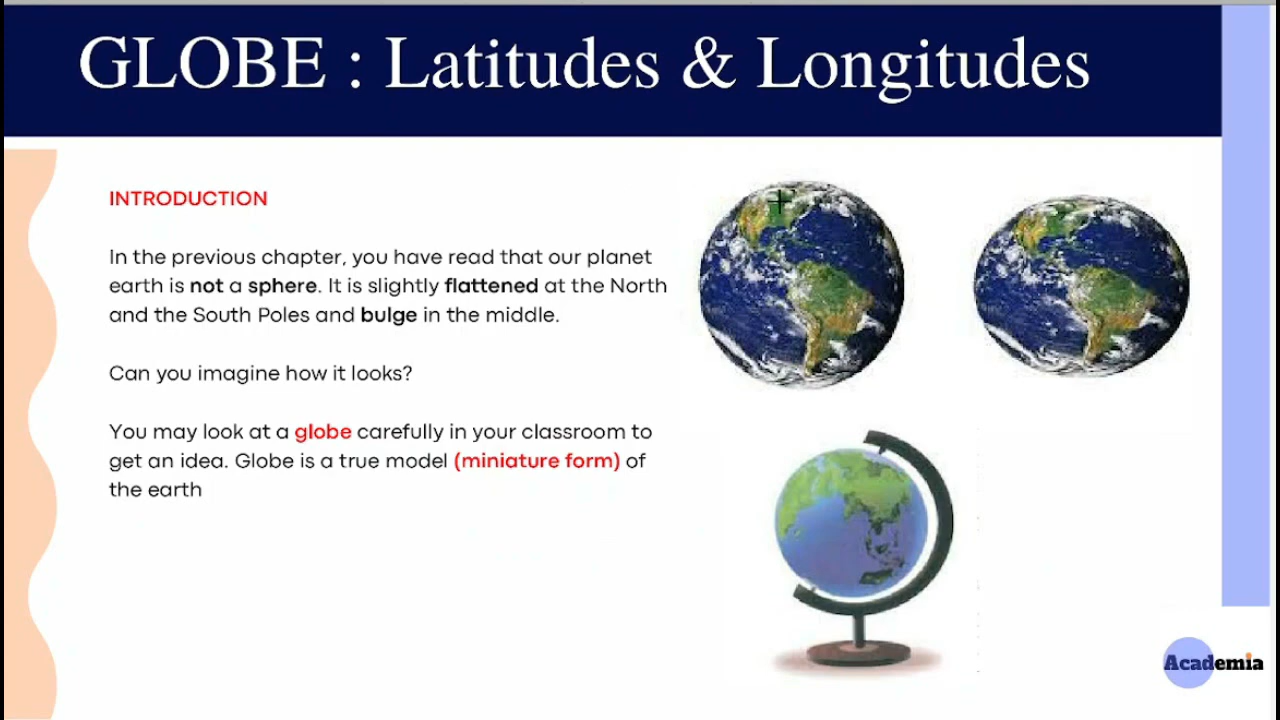 GLOBE : Latitudes & Longitudes
INTRODUCTION
In the previous chapter, you have read that our planet
earth is not a sphere. It is slightly flattened at the North
and the South Poles and bulge in the middle.
Can you imagine how it looks?
You may look at a globe carefully in your classroom to
get an idea. Globe is a true model (miniature form) of
the earth
Academia